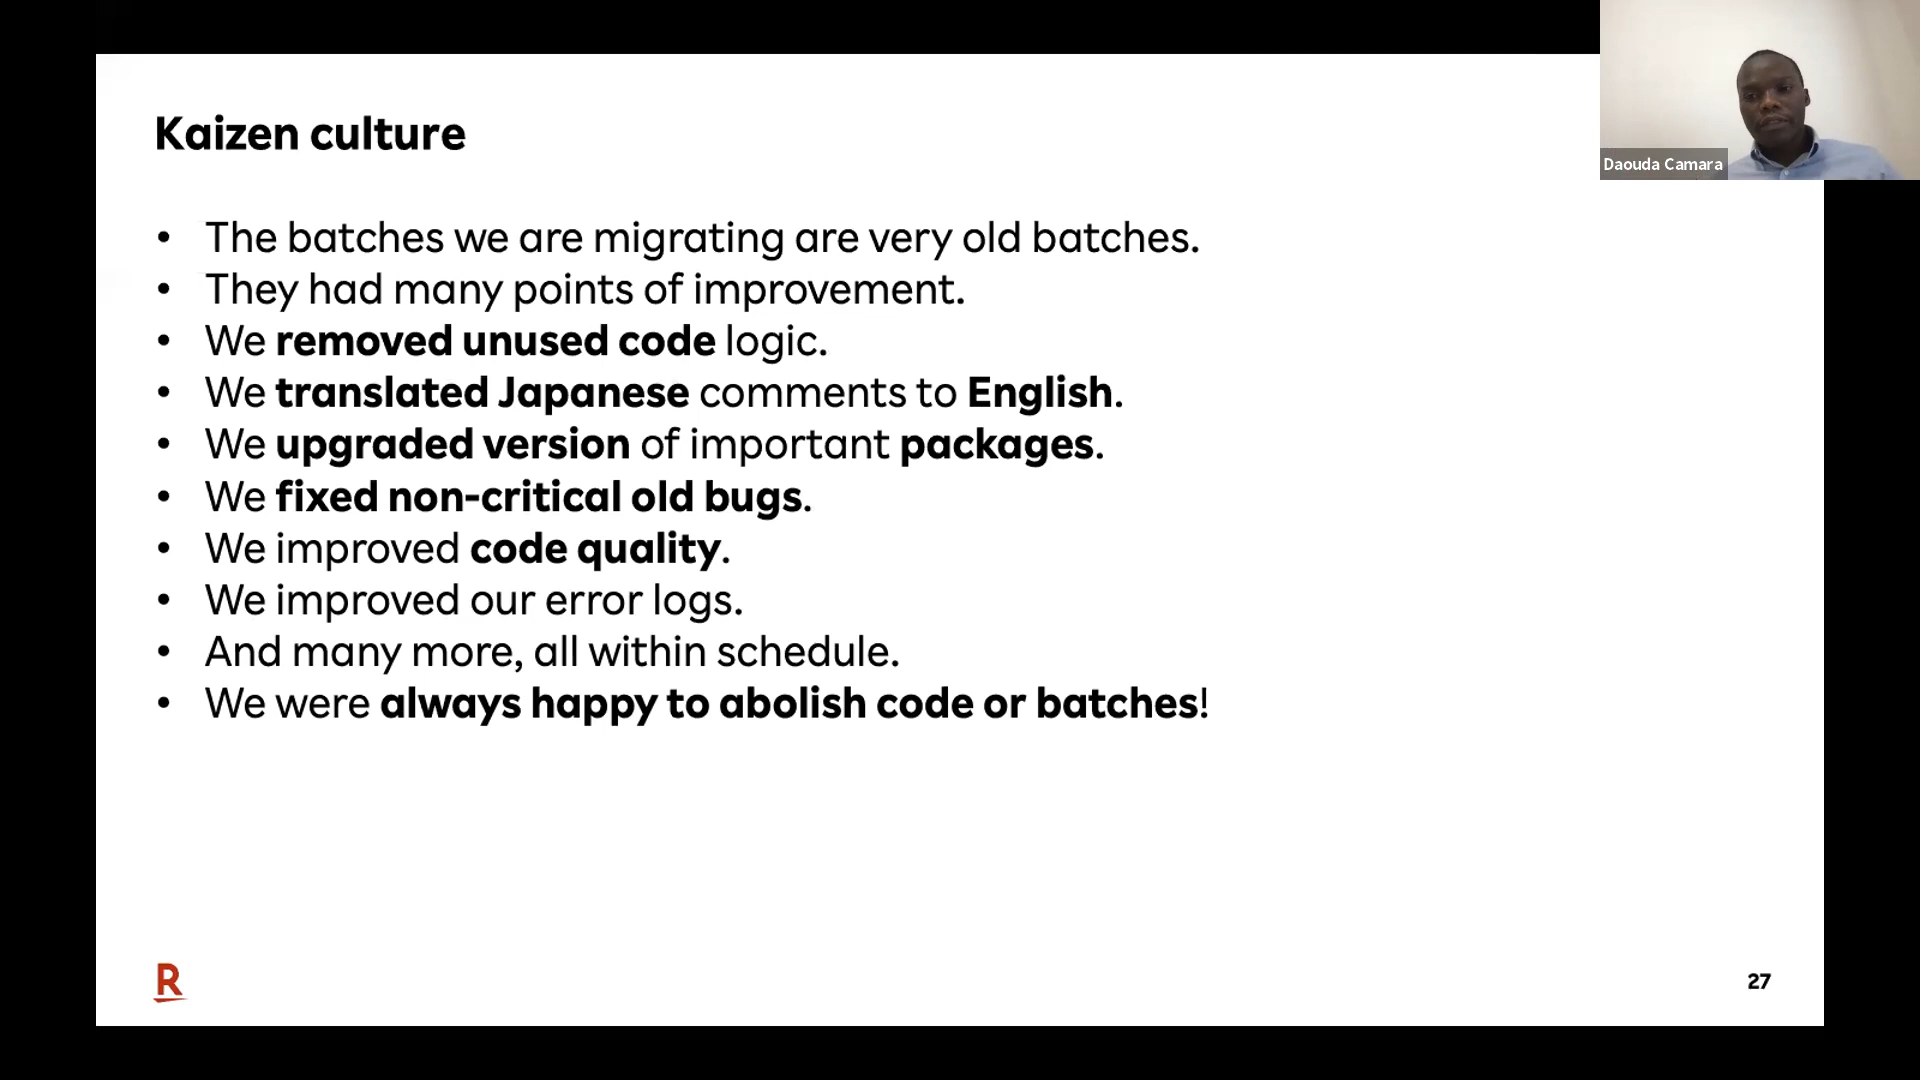 Kaizen culture
Daouda Camara
• The batches we are migrating are very old batches.
• They had many points of improvement.
• We removed unused code logic.
• We translated Japanese comments to English.
• We upgraded version of important packages.
• We fixed non-critical old bugs.
• We improved code quality.
• We improved our error logs.
• And many more, all within schedule.
• We were always happy to abolish code or batches!
R
27